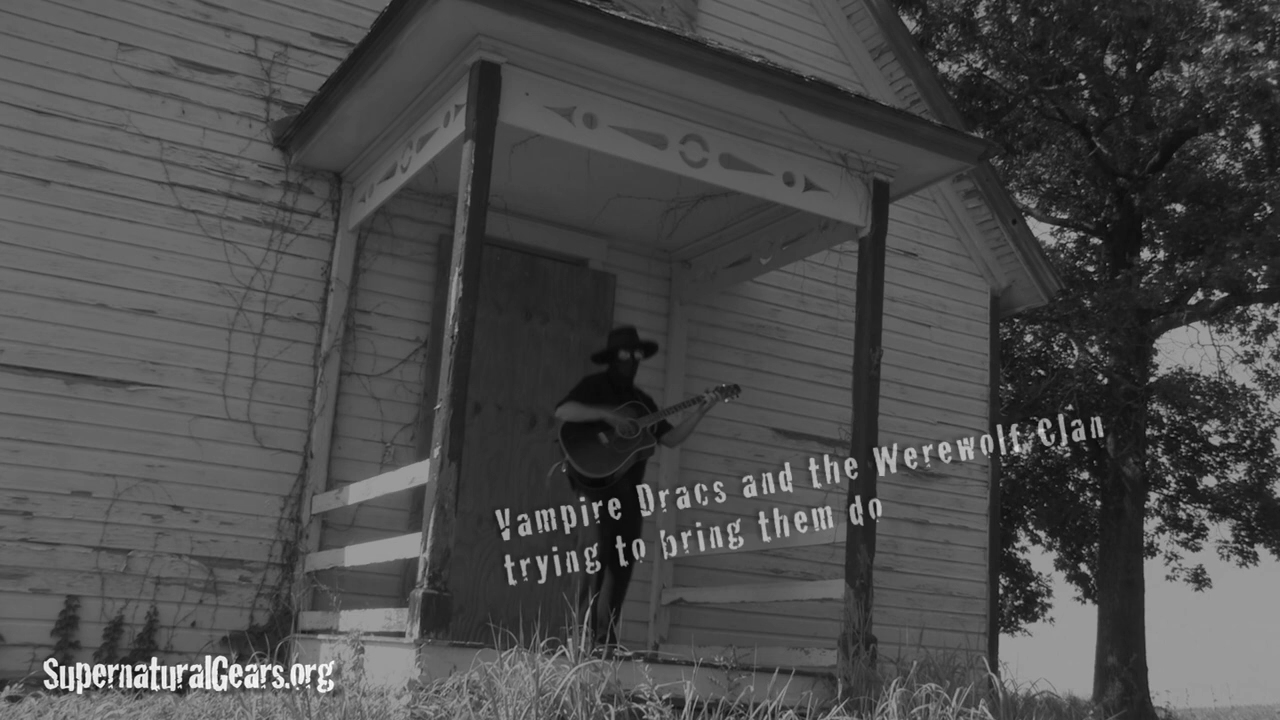 Vampire Dracs and the Werewolf Clan
trying to bring them do
SupernaturalGears.org